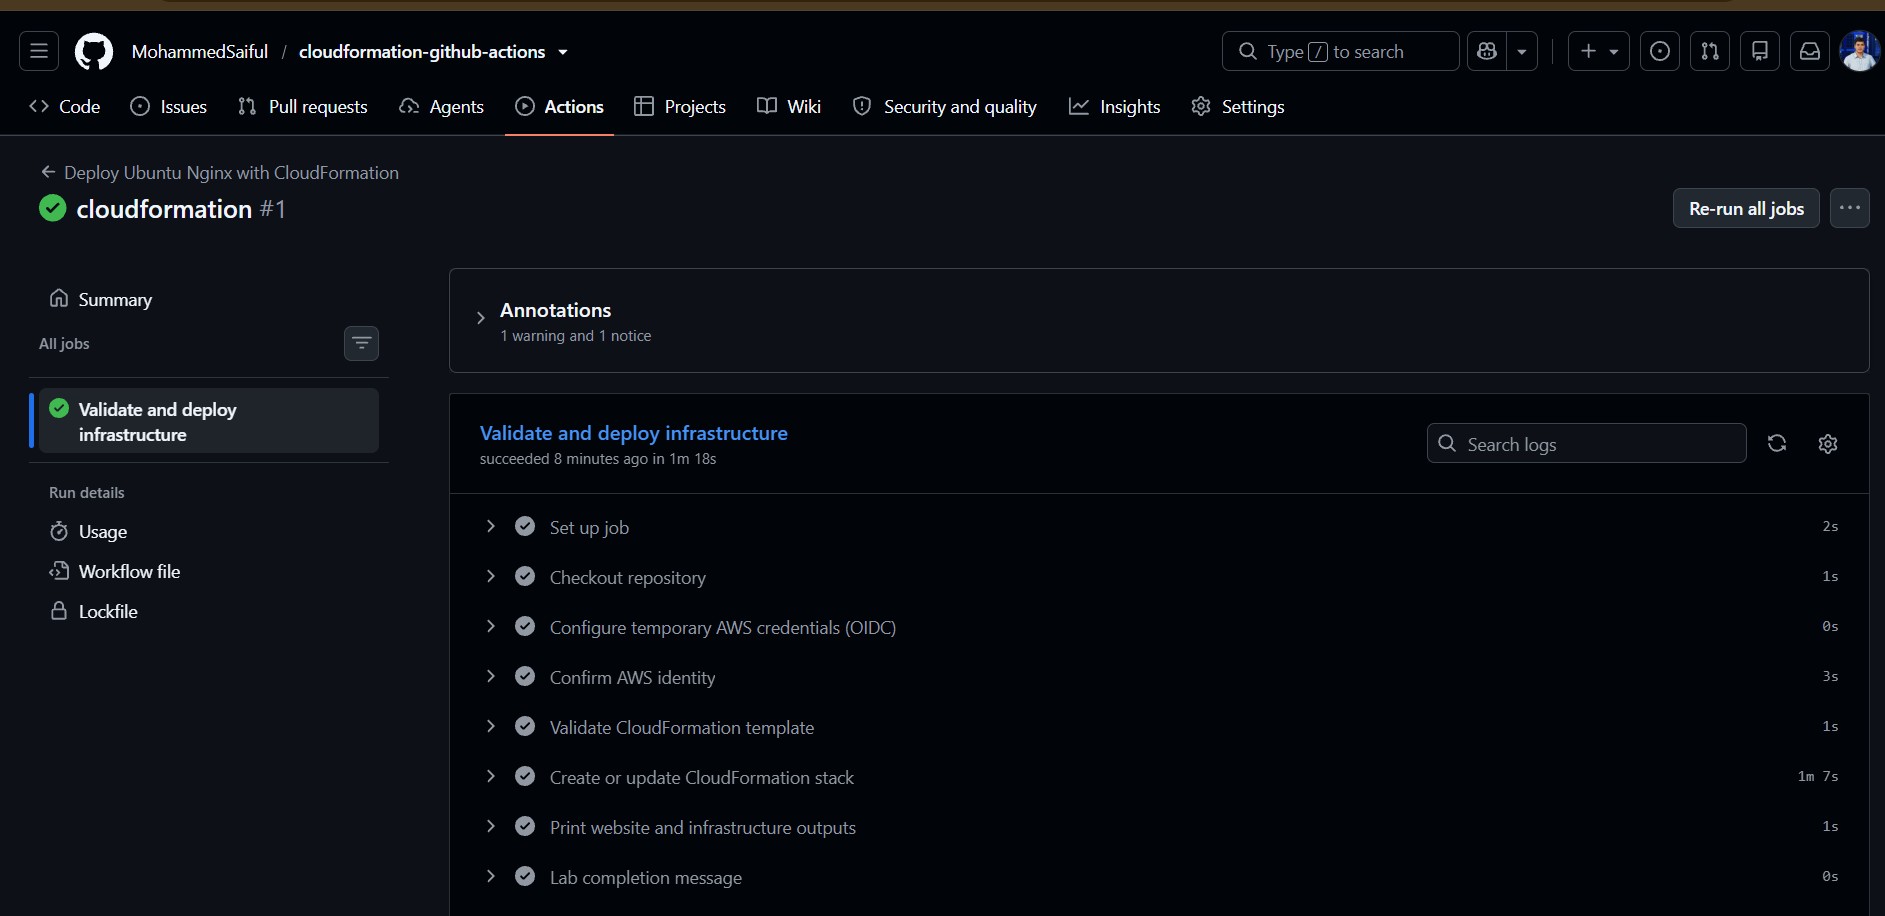 MohammedSaiful / cloudformation-github-actions
Type / to search
Code
Issues
Pull requests
Agents
Actions
Projects
Wiki
Security and quality
Insights
Settings
Deploy Ubuntu Nginx with CloudFormation
cloudformation #1
Re-run all jobs
Summary
All jobs
Validate and deploy
infrastructure
Run details
Usage
Workflow file
Lockfile
Annotations
1 warning and 1 notice
Validate and deploy infrastructure
succeeded 8 minutes ago in 1m 18s
Search logs
Set up job 2s
Checkout repository 1s
Configure temporary AWS credentials (OIDC) 0s
Confirm AWS identity 3s
Validate CloudFormation template 1s
Create or update CloudFormation stack 1m 7s
Print website and infrastructure outputs 1s
Lab completion message 0s